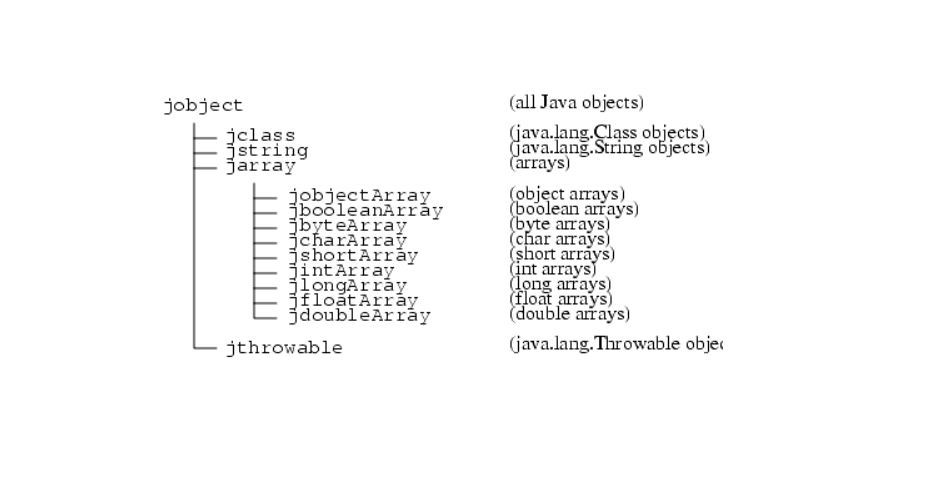 jobject (all Java objects)
jclass (java.lang.Class objects)
jstring (java.lang.String objects)
jarray (arrays)
jobjectArray (object arrays)
jbooleanArray (boolean arrays)
jbyteArray (byte arrays)
jcharArray (char arrays)
jshortArray (short arrays)
jintArray (int arrays)
jlongArray (long arrays)
jfloatArray (float arrays)
jdoubleArray (double arrays)
jthrowable (java.lang.Throwable